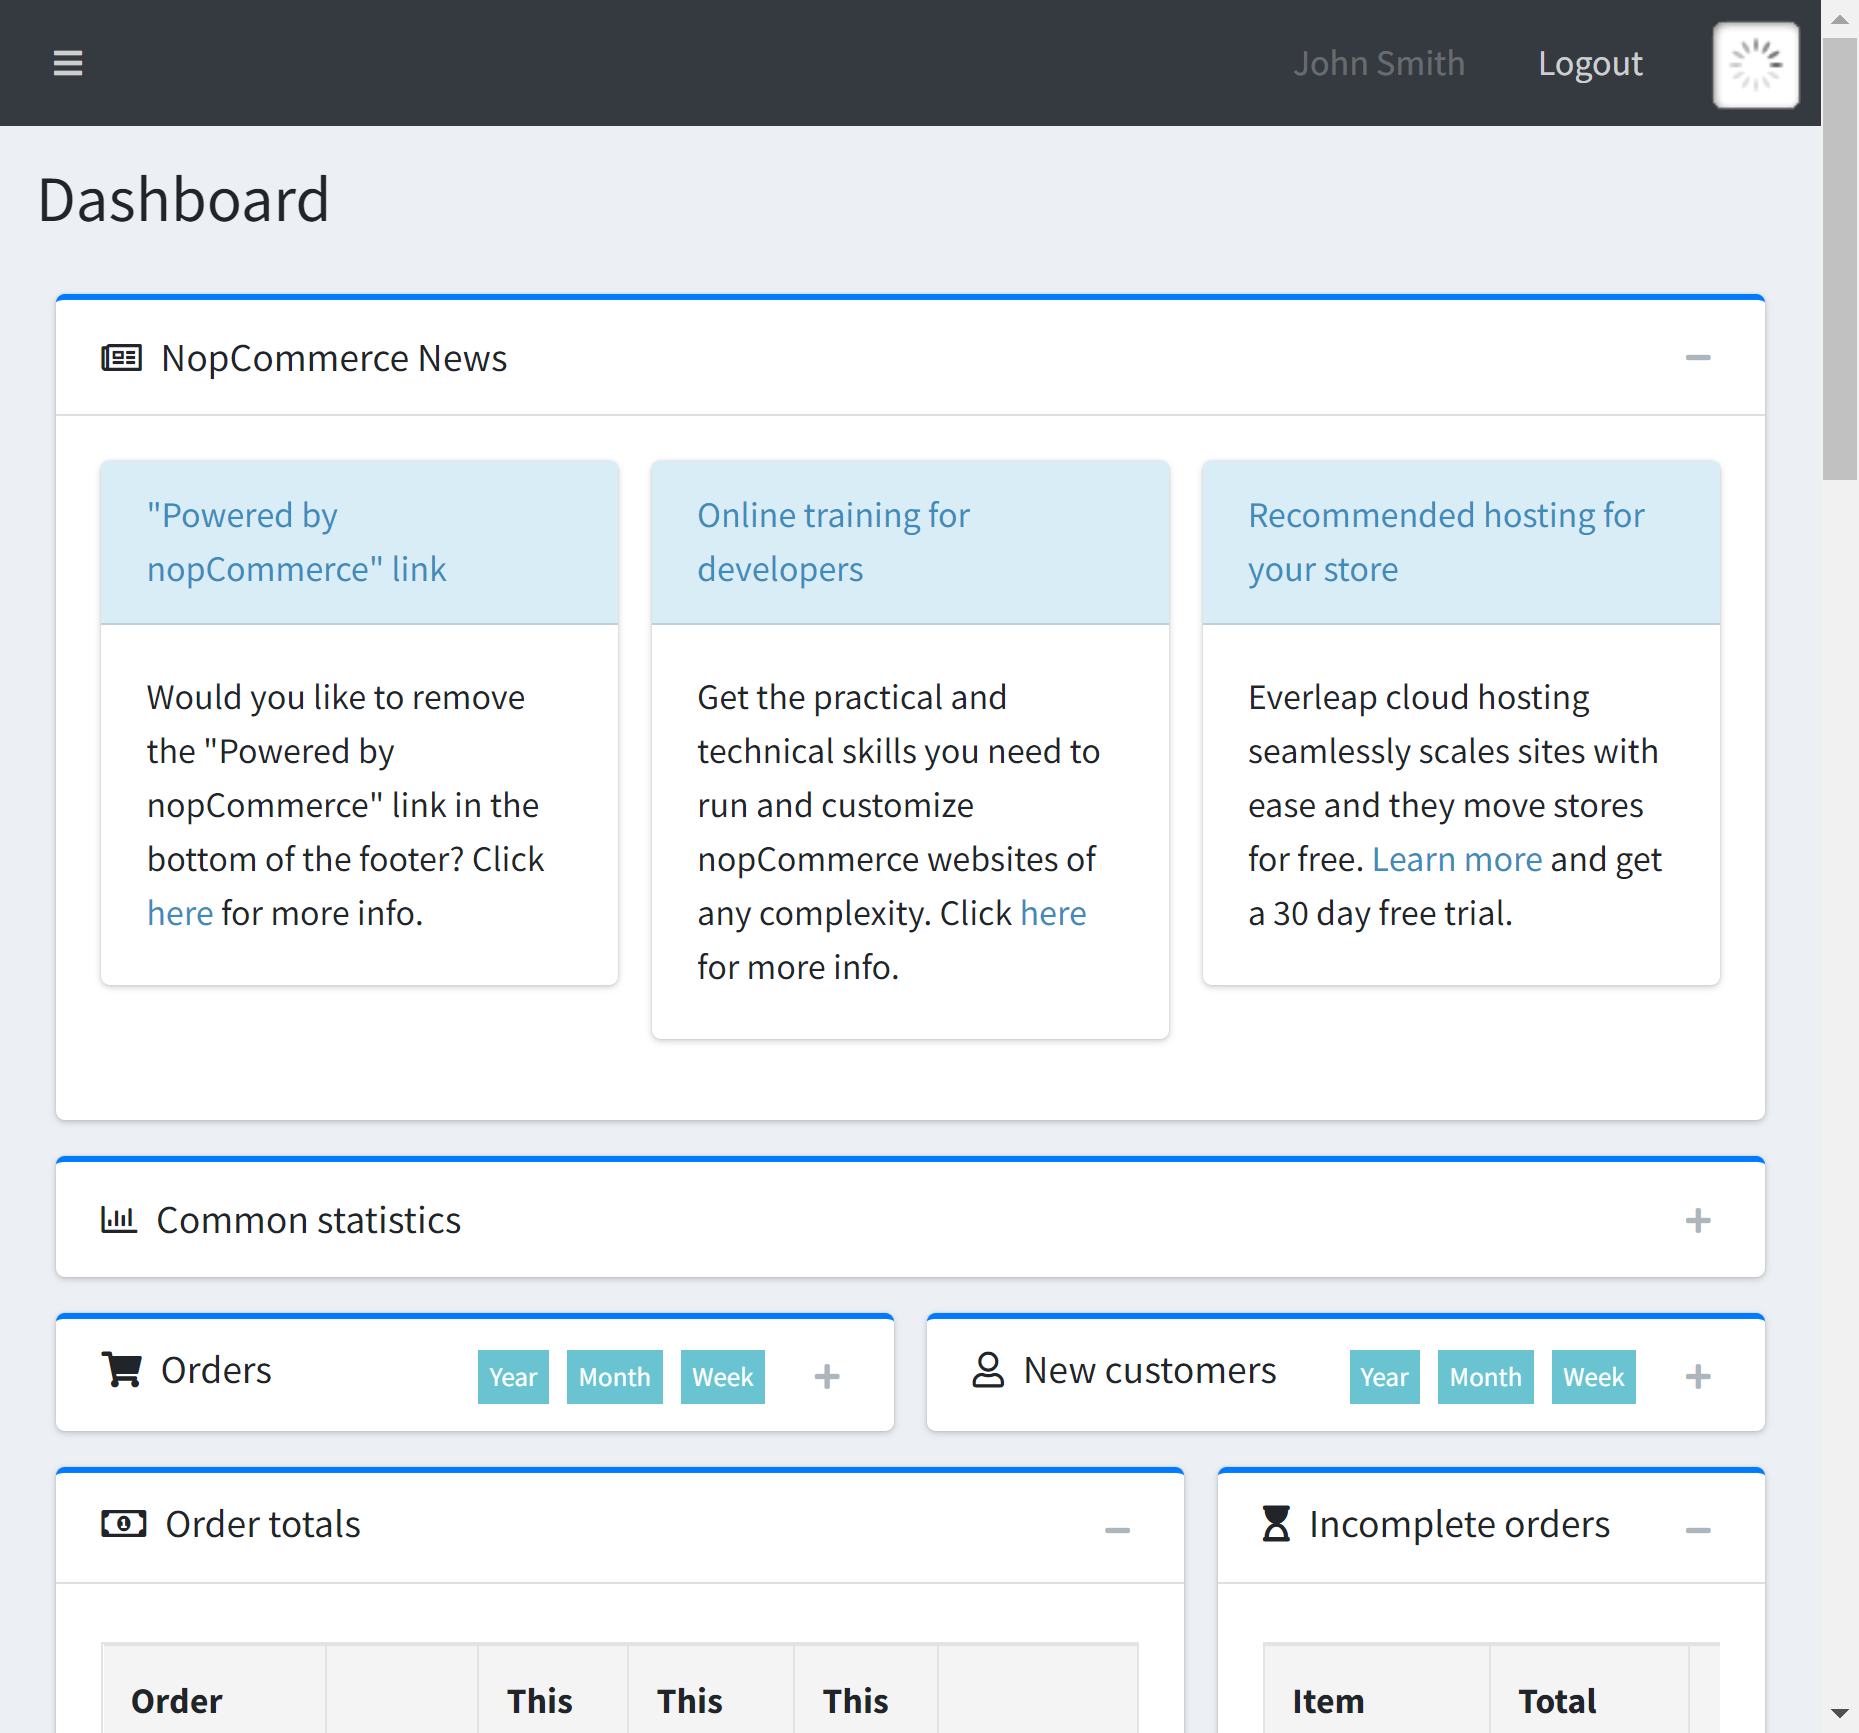 John Smith
Logout
Dashboard
NopCommerce News
"Powered by
nopCommerce" link
Would you like to remove
the "Powered by
nopCommerce" link in the
bottom of the footer? Click
here for more info.
Online training for
developers
Get the practical and
technical skills you need to
run and customize
nopCommerce websites of
any complexity. Click here
for more info.
Recommended hosting for
your store
Everleap cloud hosting
seamlessly scales sites with
ease and they move stores
for free. Learn more and get
a 30 day free trial.
Common statistics
Orders
Year Month Week
New customers
Year Month Week
Order totals
Order This This This
Incomplete orders
Item Total